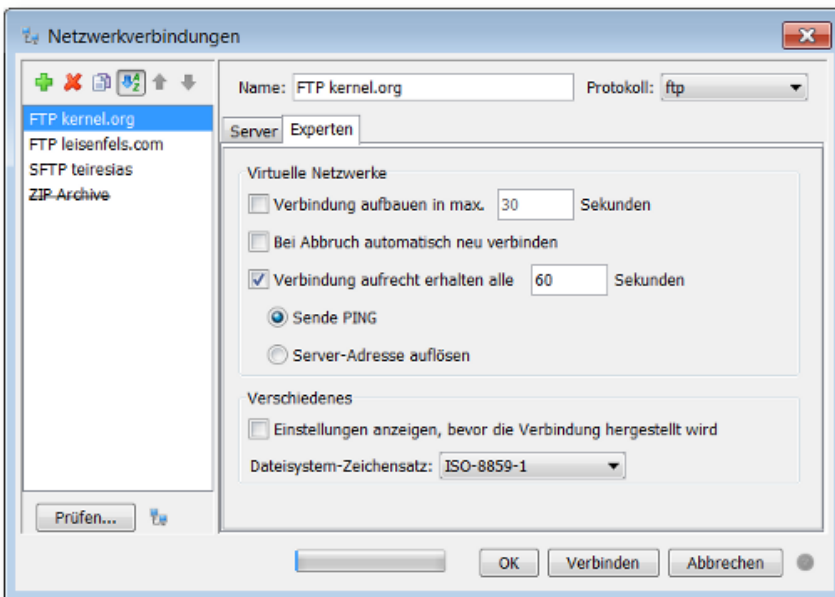 Netzwerkverbindungen
Name: FTP kernel.org Protokoll: ftp
FTP kernel.org
FTP leisenfels.com
SFTP teiresias
ZIP Archive
Server Experten
Virtuelle Netzwerke
Verbindung aufbauen in max. 30 Sekunden
Bei Abbruch automatisch neu verbinden
Verbindung aufrecht erhalten alle 60 Sekunden
Sende PING
Server-Adresse auflösen
Verschiedenes
Einstellungen anzeigen, bevor die Verbindung hergestellt wird
Dateisystem-Zeichensatz: ISO-8859-1
Prüfen...
OK Verbinden Abbrechen